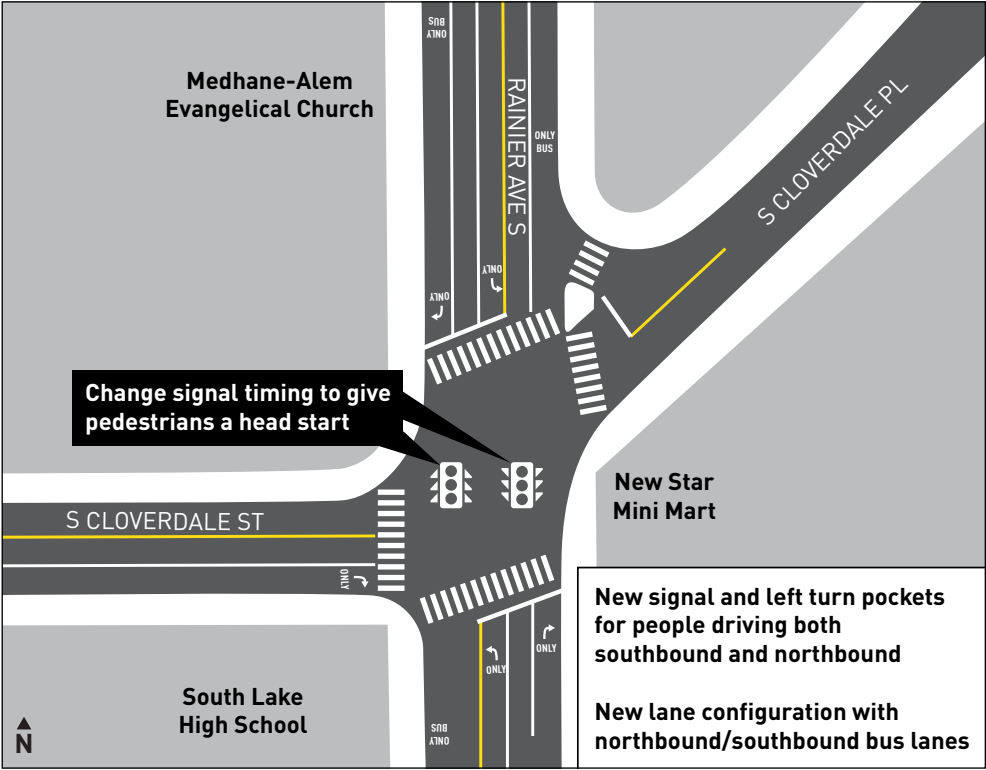 BUS
ONLY
Medhane-Alem
Evangelical Church
RAINIER AVE S
ONLY
BUS
S CLOVERDALE PL
ONLY
ONLY
Change signal timing to give
pedestrians a head start
S CLOVERDALE ST
ONLY
New Star
Mini Mart
New signal and left turn pockets
for people driving both
southbound and northbound
New lane configuration with
northbound/southbound bus lanes
ONLY
ONLY
South Lake
High School
BUS
ONLY
N